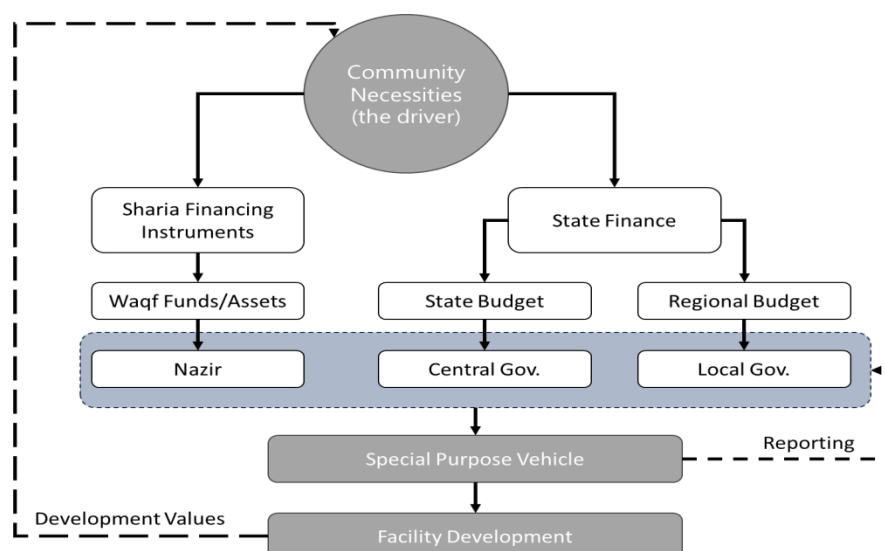 Community
Necessities
(the driver)
Sharia Financing
Instruments
State Finance
Waqf Funds/Assets
State Budget
Regional Budget
Nazir
Central Gov.
Local Gov.
Special Purpose Vehicle
Reporting
Development Values
Facility Development